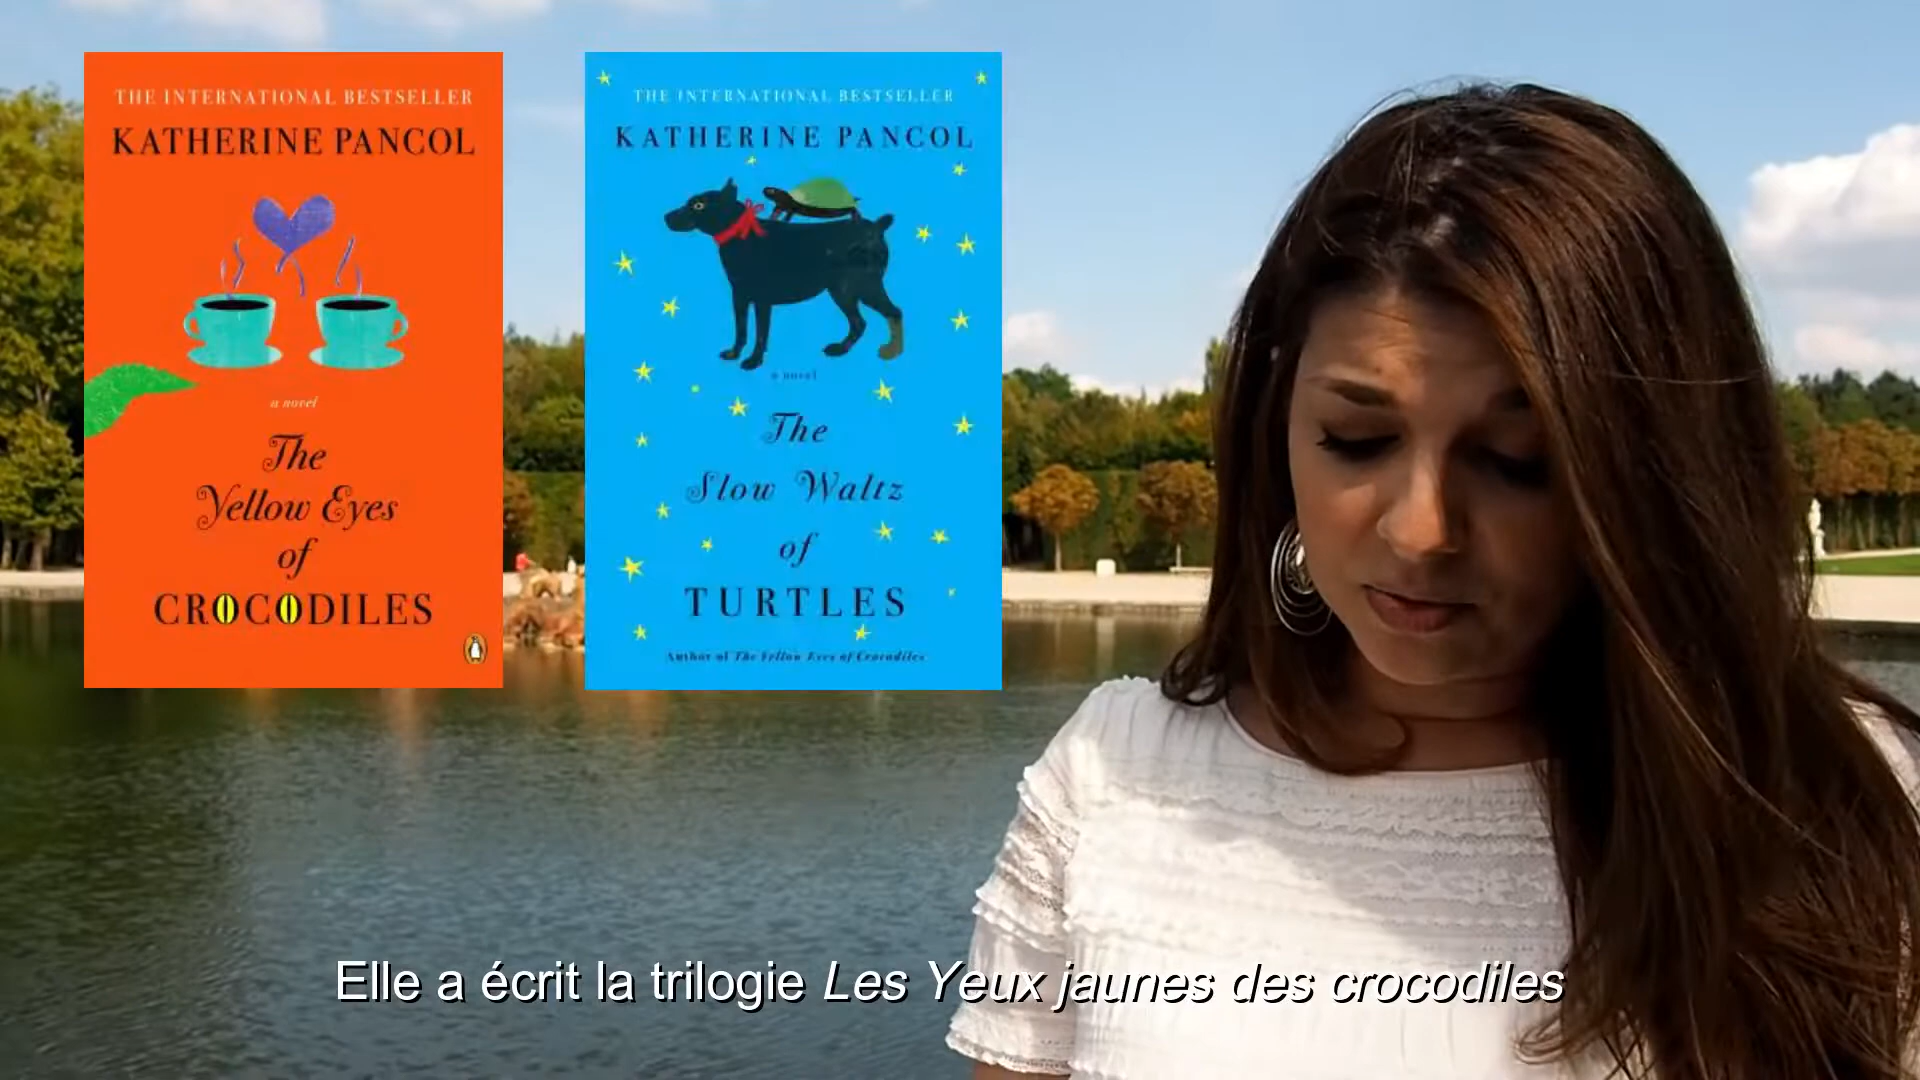 THE INTERNATIONAL BESTSELLER
KATHERINE PANCOL
a novel
The
Yellow Eyes
of
CROCODILES
THE INTERNATIONAL BESTSELLER
KATHERINE PANCOL
a novel
The
Slow Waltz
of
TURTLES
Author of The Yellow Eyes of Crocodiles
Elle a écrit la trilogie Les Yeux jaunes des crocodiles